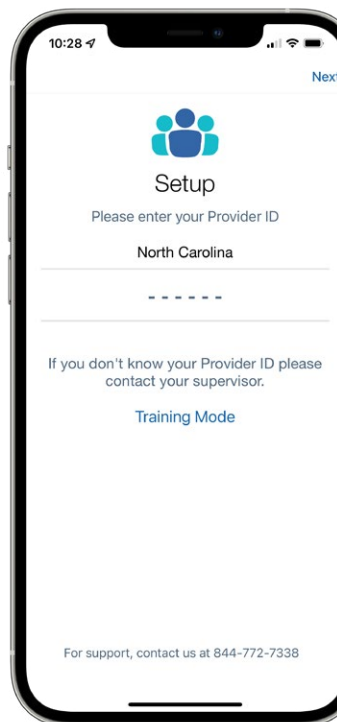 10:28
Next
Setup
Please enter your Provider ID
North Carolina
------
If you don't know your Provider ID please
contact your supervisor.
Training Mode
For support, contact us at 844-772-7338